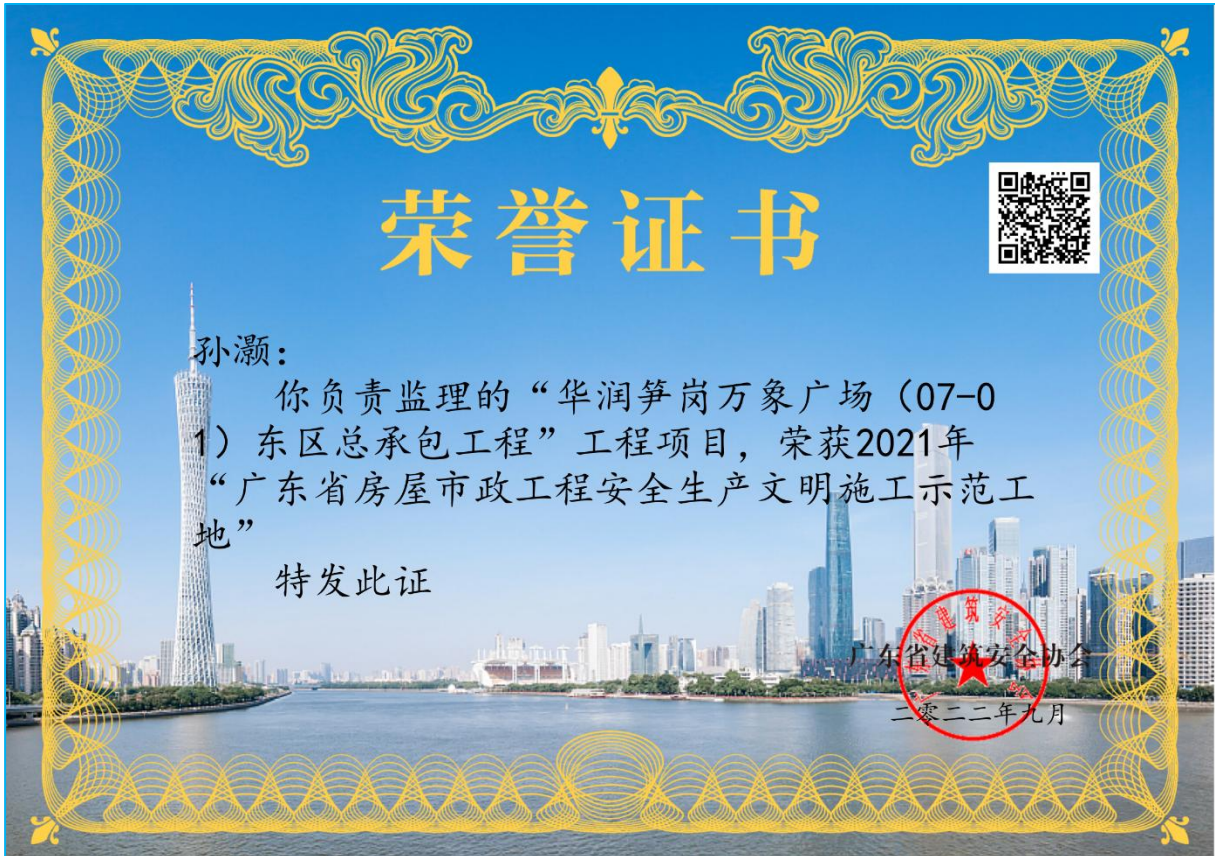 荣誉证书
孙灏：
你负责监理的“华润笋岗万象广场（07-0
1）东区总承包工程”工程项目，荣获2021年
“广东省房屋市政工程安全生产文明施工示范工
地”
特发此证
广东省建筑安全协会
二零二二年九月